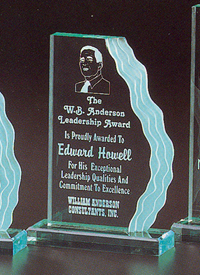 The
W.B. Anderson
Leadership Award
Is Proudly Awarded To
Edward Howell
For His Exceptional
Leadership Qualities And
Commitment To Excellence
WILLIAM ANDERSON
CONSULTANTS, INC.